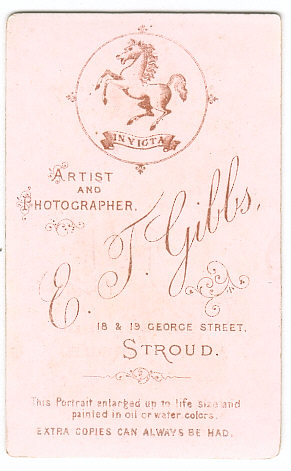 INVICTA
ARTIST
AND
PHOTOGRAPHER.
E. T. Gibbs,
18 & 19 GEORGE STREET,
STROUD.
This Portrait enlarged up to life size and
painted in oil or water colors.
EXTRA COPIES CAN ALWAYS BE HAD.